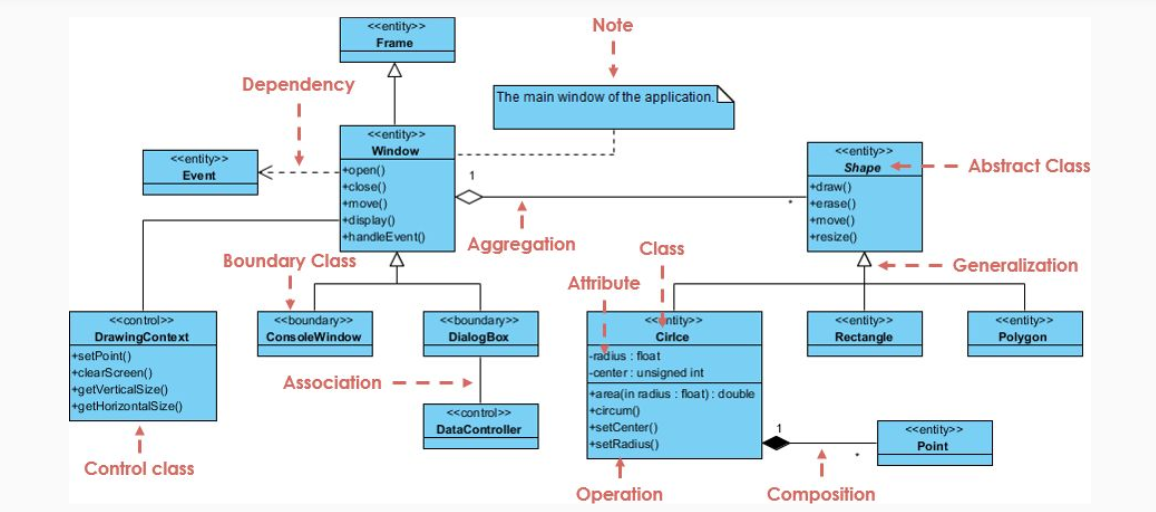 <<entity>>
Frame
Note
Dependency
The main window of the application.
<<entity>>
Window
+open()
+close()
+move()
+display()
+handleEvent()
<<entity>>
Event
1
*
Aggregation
<<entity>>
Shape
+draw()
+erase()
+move()
+resize()
Abstract Class
Generalization
Boundary Class
Class
Attribute
<<control>>
DrawingContext
+setPoint()
+clearScreen()
+getVerticalSize()
+getHorizontalSize()
Control class
<<boundary>>
ConsoleWindow
<<boundary>>
DialogBox
Association
<<control>>
DataController
<<entity>>
Cirlce
-radius : float
-center : unsigned int
+area(in radius : float) : double
+circum()
+setCenter()
+setRadius()
Operation
<<entity>>
Rectangle
<<entity>>
Polygon
1
*
Composition
<<entity>>
Point